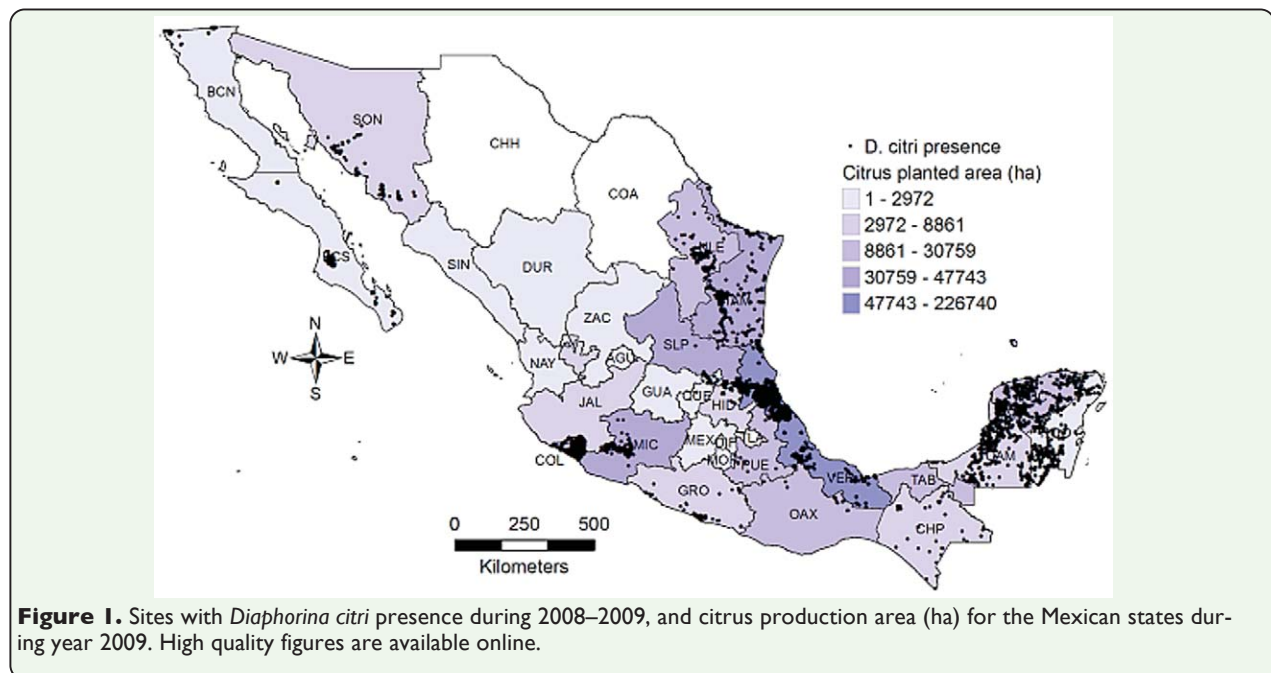 BCN
SON
CHH
COA
• D. citri presence
Citrus planted area (ha)
1 - 2972
2972 - 8861
8861 - 30759
30759 - 47743
47743 - 226740
SIN
DUR
ZAC
SLP
NAY
AGU
GUA
QUE
HID
JAL
MEX
TLA
COL
MIC
MOR
PUE
VER
TAB
CAM
GRO
OAX
CHP
N
W E
S
0 250 500
Kilometers
Figure 1. Sites with Diaphorina citri presence during 2008–2009, and citrus production area (ha) for the Mexican states dur-
ing year 2009. High quality figures are available online.